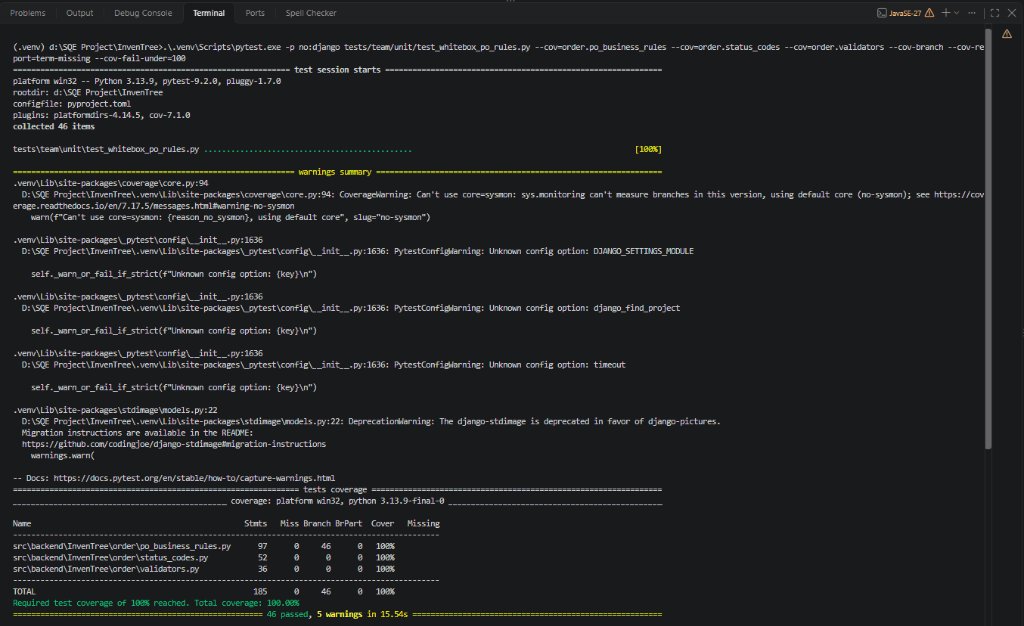 Problems Output Debug Console Terminal Ports Spell Checker JavaSE-27
(.venv) d:\SQE Project\InvenTree>.\.venv\Scripts\pytest.exe -p no:django tests/team/unit/test_whitebox_po_rules.py --cov=order.po_business_rules --cov=order.status_codes --cov=order.validators --cov-branch --cov-re
port=term-missing --cov-fail-under=100
============================================================= test session starts =============================================================
platform win32 -- Python 3.13.9, pytest-9.2.0, pluggy-1.7.0
rootdir: d:\SQE Project\InvenTree
configfile: pyproject.toml
plugins: platformdirs-4.14.5, cov-7.1.0
collected 46 items
tests\team\unit\test_whitebox_po_rules.py .............................................. [100%]
============================================================== warnings summary ===============================================================
.venv\Lib\site-packages\coverage\core.py:94
D:\SQE Project\InvenTree\.venv\Lib\site-packages\coverage\core.py:94: CoverageWarning: Can't use core=sysmon: sys.monitoring can't measure branches in this version, using default core (no-sysmon); see https://cov
erage.readthedocs.io/en/7.17.5/messages.html#warning-no-sysmon
warn(f"Can't use core=sysmon: {reason_no_sysmon}, using default core", slug="no-sysmon")
.venv\Lib\site-packages\_pytest\config\__init__.py:1636
D:\SQE Project\InvenTree\.venv\Lib\site-packages\_pytest\config\__init__.py:1636: PytestConfigWarning: Unknown config option: DJANGO_SETTINGS_MODULE
self._warn_or_fail_if_strict(f"Unknown config option: {key}\n")
.venv\Lib\site-packages\_pytest\config\__init__.py:1636
D:\SQE Project\InvenTree\.venv\Lib\site-packages\_pytest\config\__init__.py:1636: PytestConfigWarning: Unknown config option: django_find_project
self._warn_or_fail_if_strict(f"Unknown config option: {key}\n")
.venv\Lib\site-packages\_pytest\config\__init__.py:1636
D:\SQE Project\InvenTree\.venv\Lib\site-packages\_pytest\config\__init__.py:1636: PytestConfigWarning: Unknown config option: timeout
self._warn_or_fail_if_strict(f"Unknown config option: {key}\n")
.venv\Lib\site-packages\stdimage\models.py:22
D:\SQE Project\InvenTree\.venv\Lib\site-packages\stdimage\models.py:22: DeprecationWarning: The django-stdimage is deprecated in favor of django-pictures.
Migration instructions are available in the README:
https://github.com/codingjoe/django-stdimage#migration-instructions
warnings.warn(
-- Docs: https://docs.pytest.org/en/stable/how-to/capture-warnings.html
=============================================================== tests coverage ================================================================
_______________________________________________ coverage: platform win32, python 3.13.9-final-0 _______________________________________________
Name Stmts Miss Branch BrPart Cover Missing
----------------------------------------------------------------------------------------------
src\backend\InvenTree\order\po_business_rules.py 97 0 46 0 100%
src\backend\InvenTree\order\status_codes.py 52 0 0 0 100%
src\backend\InvenTree\order\validators.py 36 0 0 0 100%
----------------------------------------------------------------------------------------------
TOTAL 185 0 46 0 100%
Required test coverage of 100% reached. Total coverage: 100.00%
======================================================= 46 passed, 5 warnings in 15.54s =======================================================